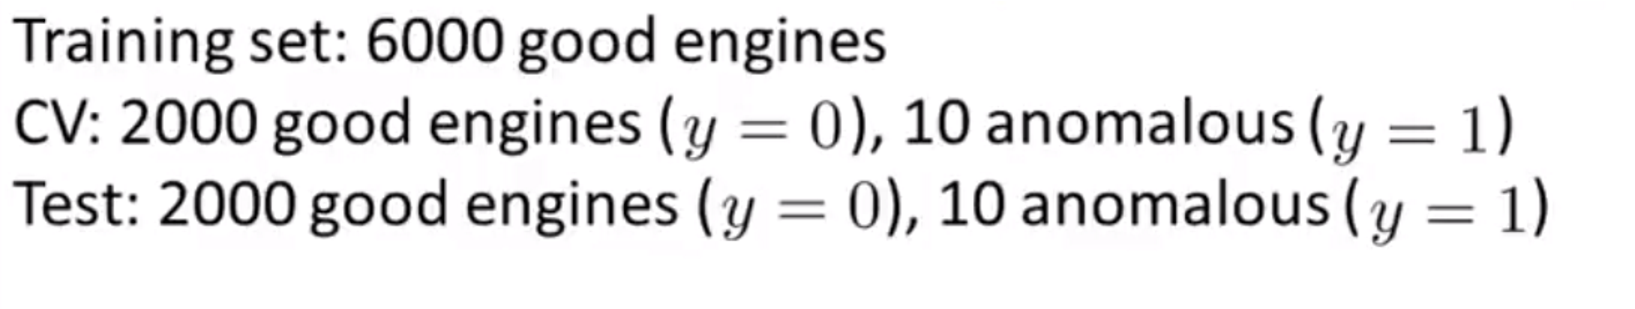 Training set: 6000 good engines
CV: 2000 good engines (y = 0), 10 anomalous (y = 1)
Test: 2000 good engines (y = 0), 10 anomalous (y = 1)